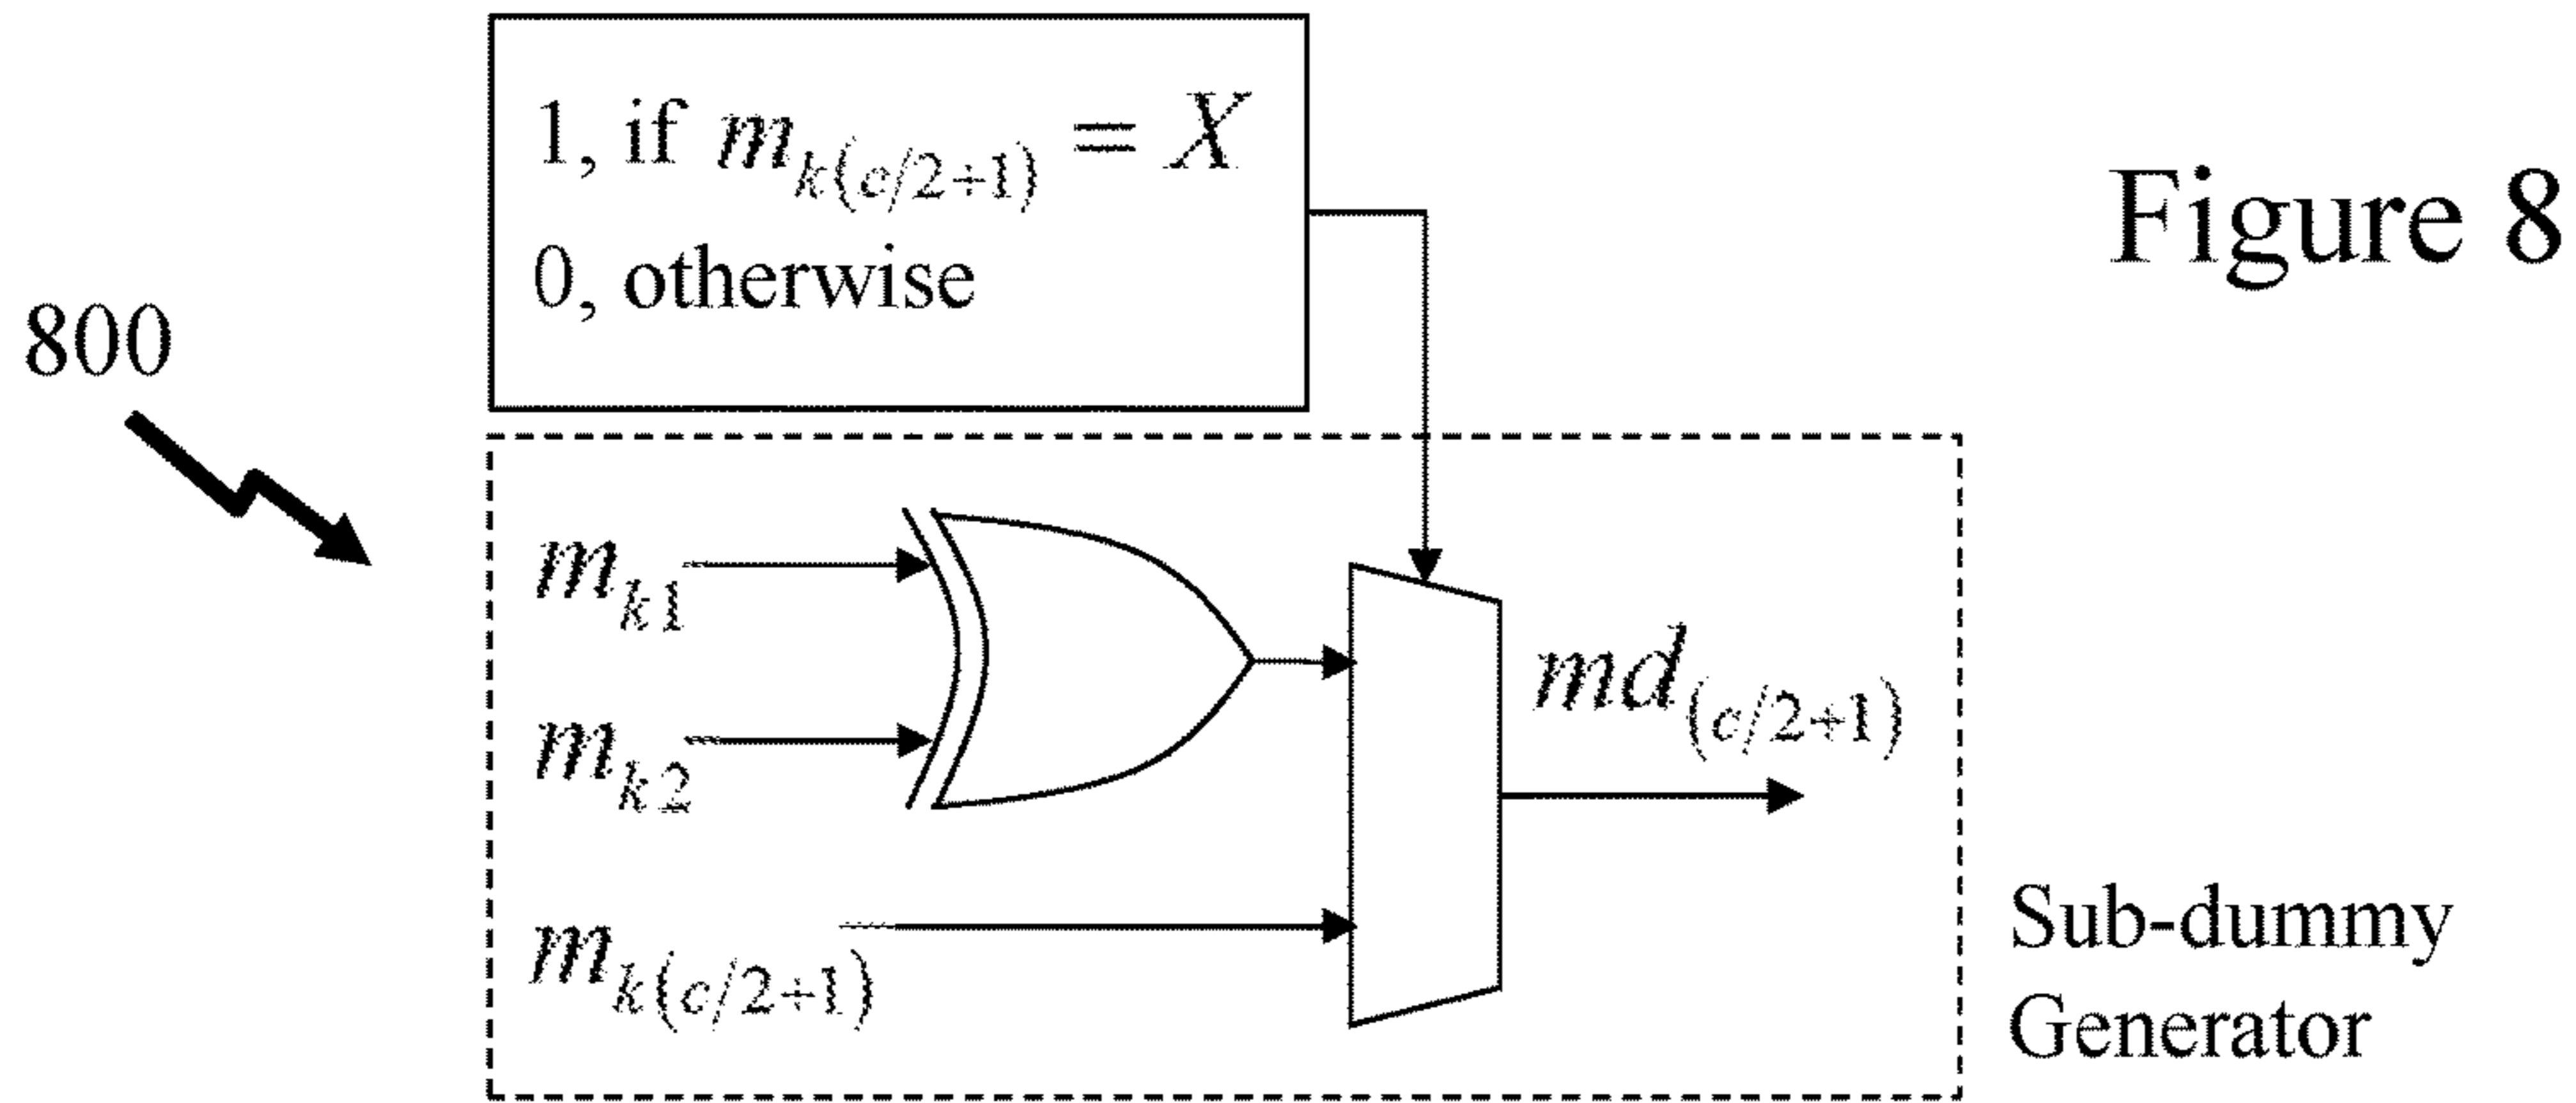 1, if m_{k(c/2+1)} = X
0, otherwise
Figure 8
800
m_{k1}
m_{k2}
m_{k(c/2+1)}
md_{(c/2+1)}
Sub-dummy
Generator